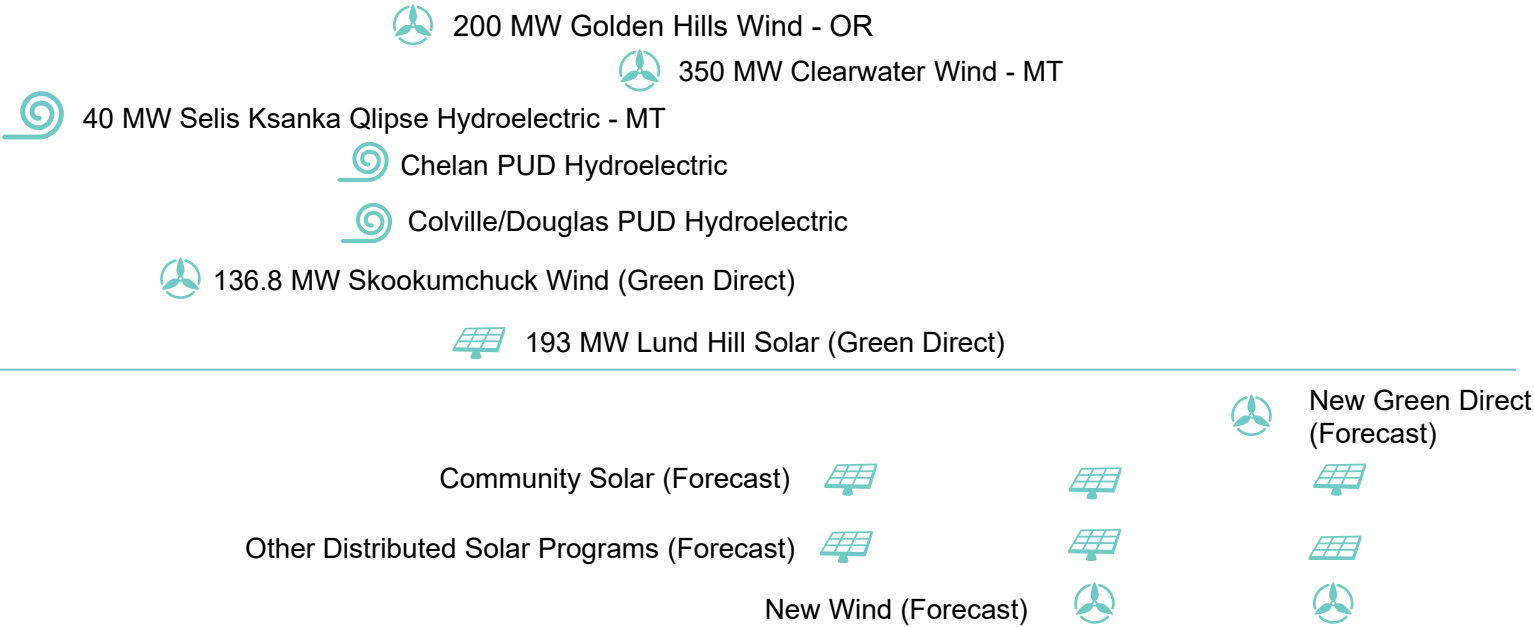 200 MW Golden Hills Wind - OR
350 MW Clearwater Wind - MT
40 MW Selis Ksanka Qlipse Hydroelectric - MT
Chelan PUD Hydroelectric
Colville/Douglas PUD Hydroelectric
136.8 MW Skookumchuck Wind (Green Direct)
193 MW Lund Hill Solar (Green Direct)
New Green Direct
(Forecast)
Community Solar (Forecast)
Other Distributed Solar Programs (Forecast)
New Wind (Forecast)